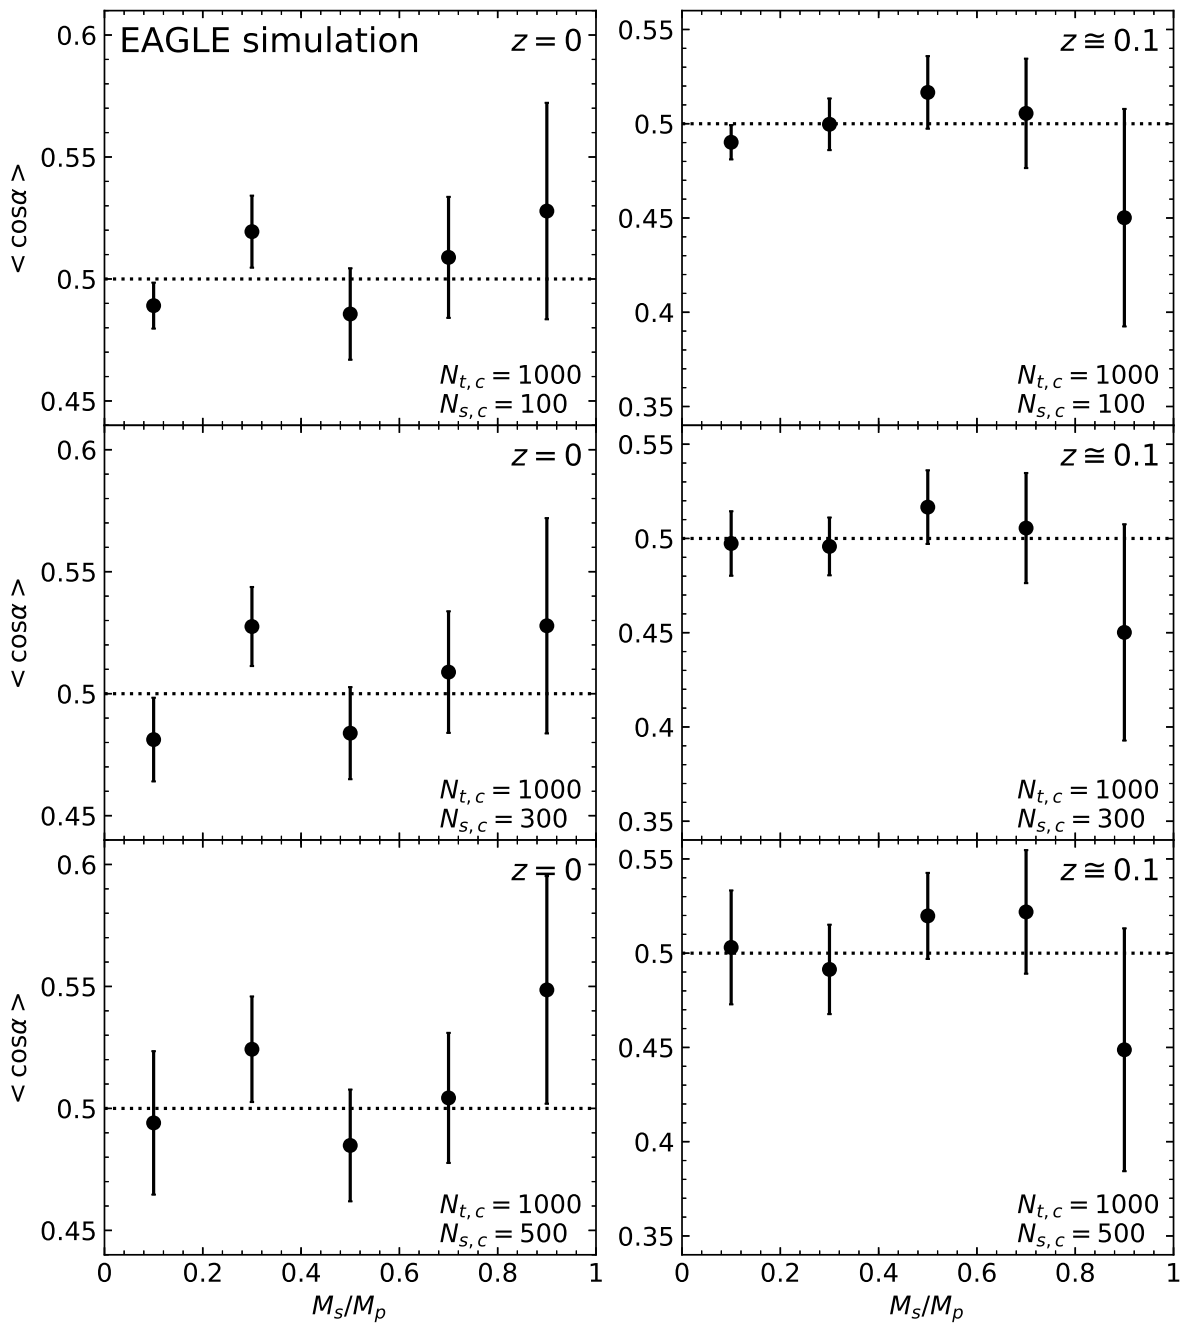 EAGLE simulation
z = 0
0.6
0.55
0.5
0.45
< cosα >
N_{t,c} = 1000
N_{s,c} = 100
z ≅ 0.1
0.55
0.5
0.45
0.4
0.35
N_{t,c} = 1000
N_{s,c} = 100
z = 0
0.6
0.55
0.5
0.45
< cosα >
N_{t,c} = 1000
N_{s,c} = 300
z ≅ 0.1
0.55
0.5
0.45
0.4
0.35
N_{t,c} = 1000
N_{s,c} = 300
z = 0
0.6
0.55
0.5
0.45
< cosα >
N_{t,c} = 1000
N_{s,c} = 500
0 0.2 0.4 0.6 0.8 1
M_s/M_p
z ≅ 0.1
0.55
0.5
0.45
0.4
0.35
N_{t,c} = 1000
N_{s,c} = 500
0 0.2 0.4 0.6 0.8 1
M_s/M_p